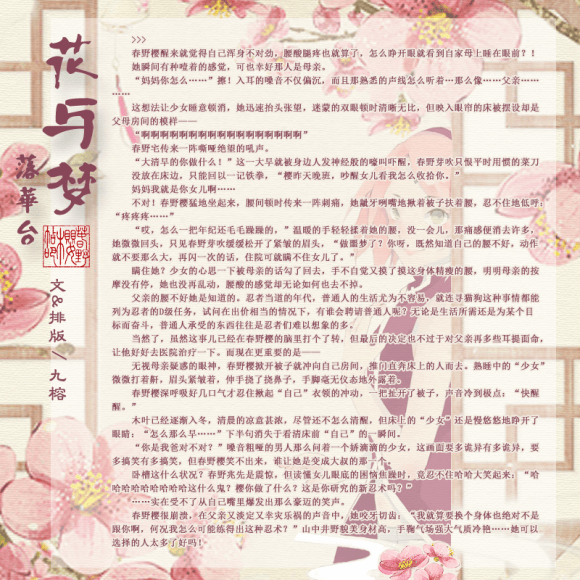 花与梦
落華台
文&排版/九榕
>>>
春野樱醒来就觉得自己浑身不对劲，腰酸腿疼也就算了，怎么睁开眼就看到自家母上睡在眼前？！
她瞬间有种噎着的感觉，可也幸好那人是母亲。
“妈妈你怎么……”擦！入耳的嗓音不仅偏沉，而且那熟悉的声线怎么听着…那么像……父亲……
……
这想法让少女睡意顿消，她迅速抬头张望，迷蒙的双眼顿时清晰无比，但映入眼帘的床被摆设却是
父母房间的模样——
“啊啊啊啊啊啊啊啊啊啊啊啊啊啊啊啊”
春野宅传来一阵嘶哑绝望的吼声。
“大清早的你做什么！”这一大早就被身边人发神经般的嚎叫吓醒，春野芽吹只恨平时用惯的菜刀
没放在床边，只能回以一记铁拳，“樱昨天晚班，吵醒女儿看我怎么收拾你。”
妈妈我就是你女儿啊……
不对！春野樱猛地坐起来，腰间顿时传来一阵刺痛，她龇牙咧嘴地揪着被子扶着腰，忍不住地低呼：
“疼疼疼……”
“哎，怎么一把年纪还毛毛躁躁的，”温暖的手轻轻揉着她的腰，没一会儿，那痛感便消去许多，
她微微回头，只见春野芽吹缓缓松开了紧皱的眉头，“做噩梦了？你呀，既然知道自己的腰不好，动作
就不要那么大，再闪一次的话，住院可就瞒不住女儿了。”
瞒住她？少女的心思一下被母亲的话勾了回去，手不自觉又摸了摸这身体精瘦的腰，明明母亲的按
摩没有停，她也没再乱动，腰酸的感觉却无论如何也去不掉。
父亲的腰不好她是知道的。忍者当道的年代，普通人的生活尤为不容易，就连寻猫狗这种事情都能
列为忍者的D级任务，试问在出价相当的情况下，有谁会聘请普通人呢？无论是生活所需还是为某个目
标而奋斗，普通人承受的东西往往是忍者们难以想象的多。
当然了，虽然这事儿已经在春野樱的脑里打个了转，但最后的决定也不过于对父亲再多些耳提面命，
让他好好去医院治疗一下。而现在更重要的是——
无视母亲疑惑的眼神，春野樱掀开被子就冲向自己房间，推门直奔床上的人而去。熟睡中的“少女”
微微打着鼾，眉头紧皱着，伸手挠了挠鼻子，手脚毫无仪态地外露着。
春野樱深呼吸好几口气才忍住揪起“自己”衣领的冲动，一把扯开了被子，声音冷到极点：“快醒
醒。”
木叶已经逐渐入冬，清晨的凉意甚浓，尽管还不怎么清醒，但床上的“少女”还是慢悠悠地睁开了
眼睛：“怎么那么早……”下半句消失于看清床前“自己”的一瞬间。
“你是我爸对不对？”嗓音粗哑的男人那么问着一个娇滴滴的少女，这画面要多诡异有多诡异，要
多搞笑有多搞笑，但春野樱笑不出来，谁让她是变成大叔的那一个。
卧槽这什么状况？春野兆先是震惊，但读懂女儿眼底的困恼焦躁时，竟忍不住哈哈大笑起来：“哈
哈哈哈哈哈哈哈哈这什么鬼？樱你做了什么？这是你研究的新忍术吗？”
……实在受不了从自己嘴里爆发出那么豪迈的笑声。
春野樱很崩溃，在父亲又淡定又幸灾乐祸的声音中，她咬牙切齿：“我就算要换个身体也绝对不是
跟你啊，何况我怎么可能练得出这种忍术？”山中井野貌美身材高，手鞠气场强大气质冷艳……她可以
选择的人太多了好吗！